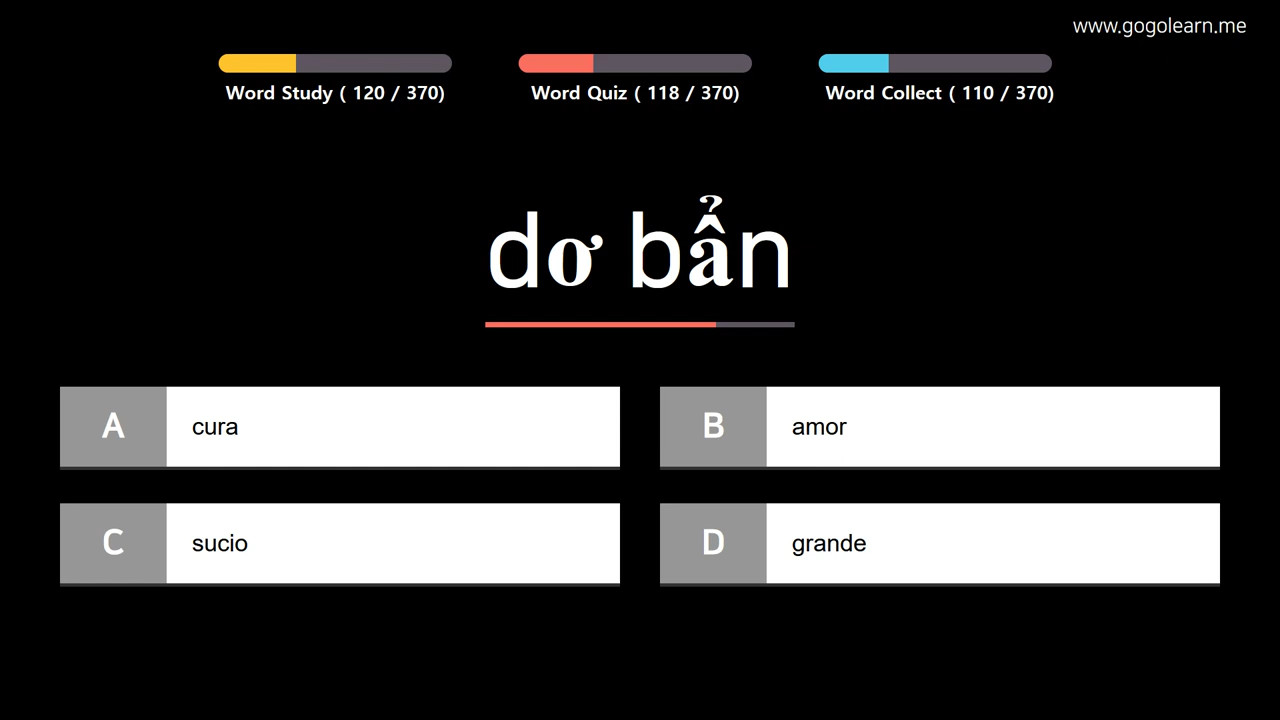 www.gogolearn.me
Word Study ( 120 / 370)
Word Quiz ( 118 / 370)
Word Collect ( 110 / 370)
dơ bẩn
A cura
B amor
C sucio
D grande